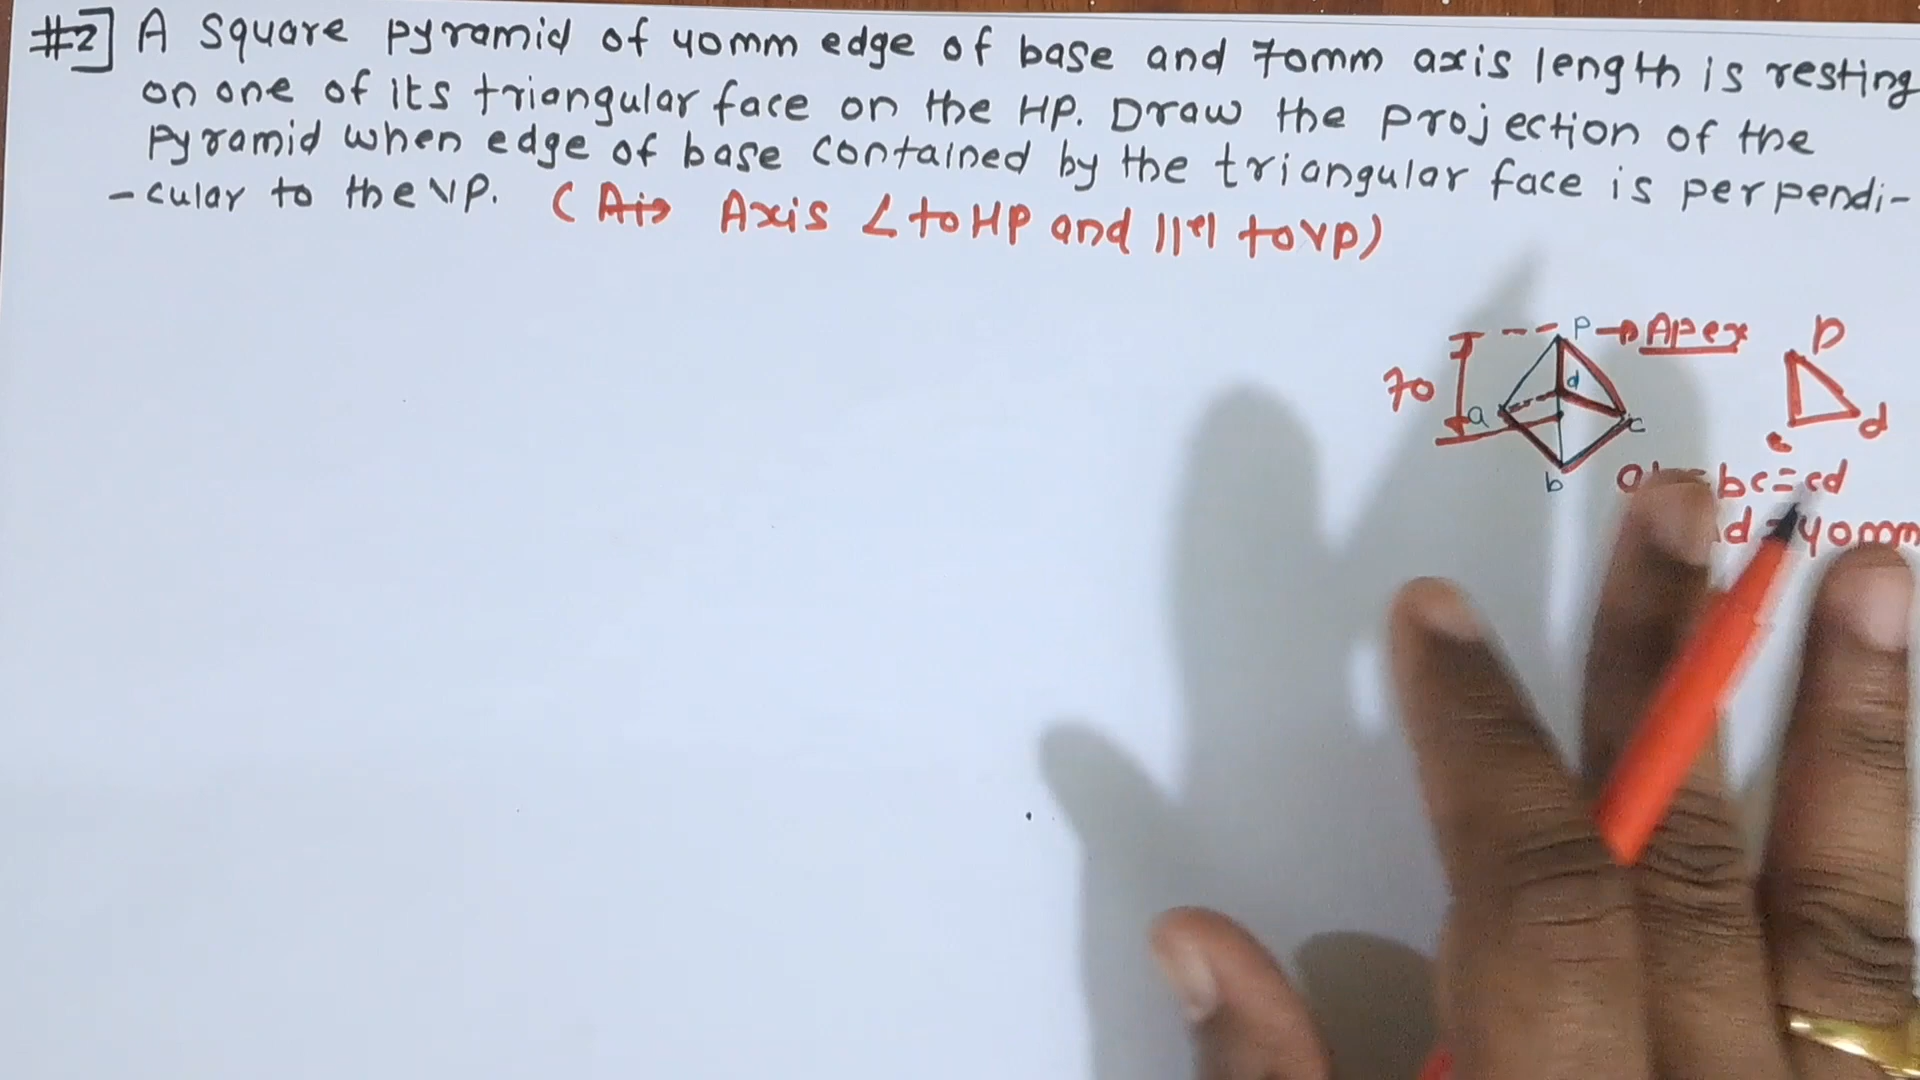 #2] A square pyramid of 40mm edge of base and 70mm axis length is resting
on one of its triangular face on the HP. Draw the projection of the
pyramid when edge of base contained by the triangular face is perpendi-
-cular to the VP. ( Axis ∠ to HP and ||el to VP)
P → Apex
p
70
d
a
c
d
b
bc = cd
d = 40mm